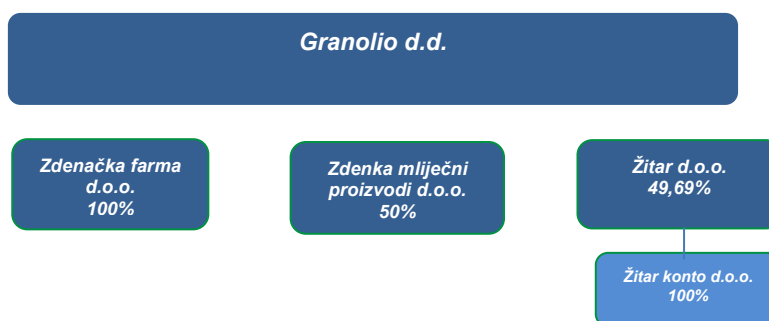 Granolio d.d.
Zdenačka farma
d.o.o.
100%
Zdenka mliječni
proizvodi d.o.o.
50%
Žitar d.o.o.
49,69%
Žitar konto d.o.o.
100%